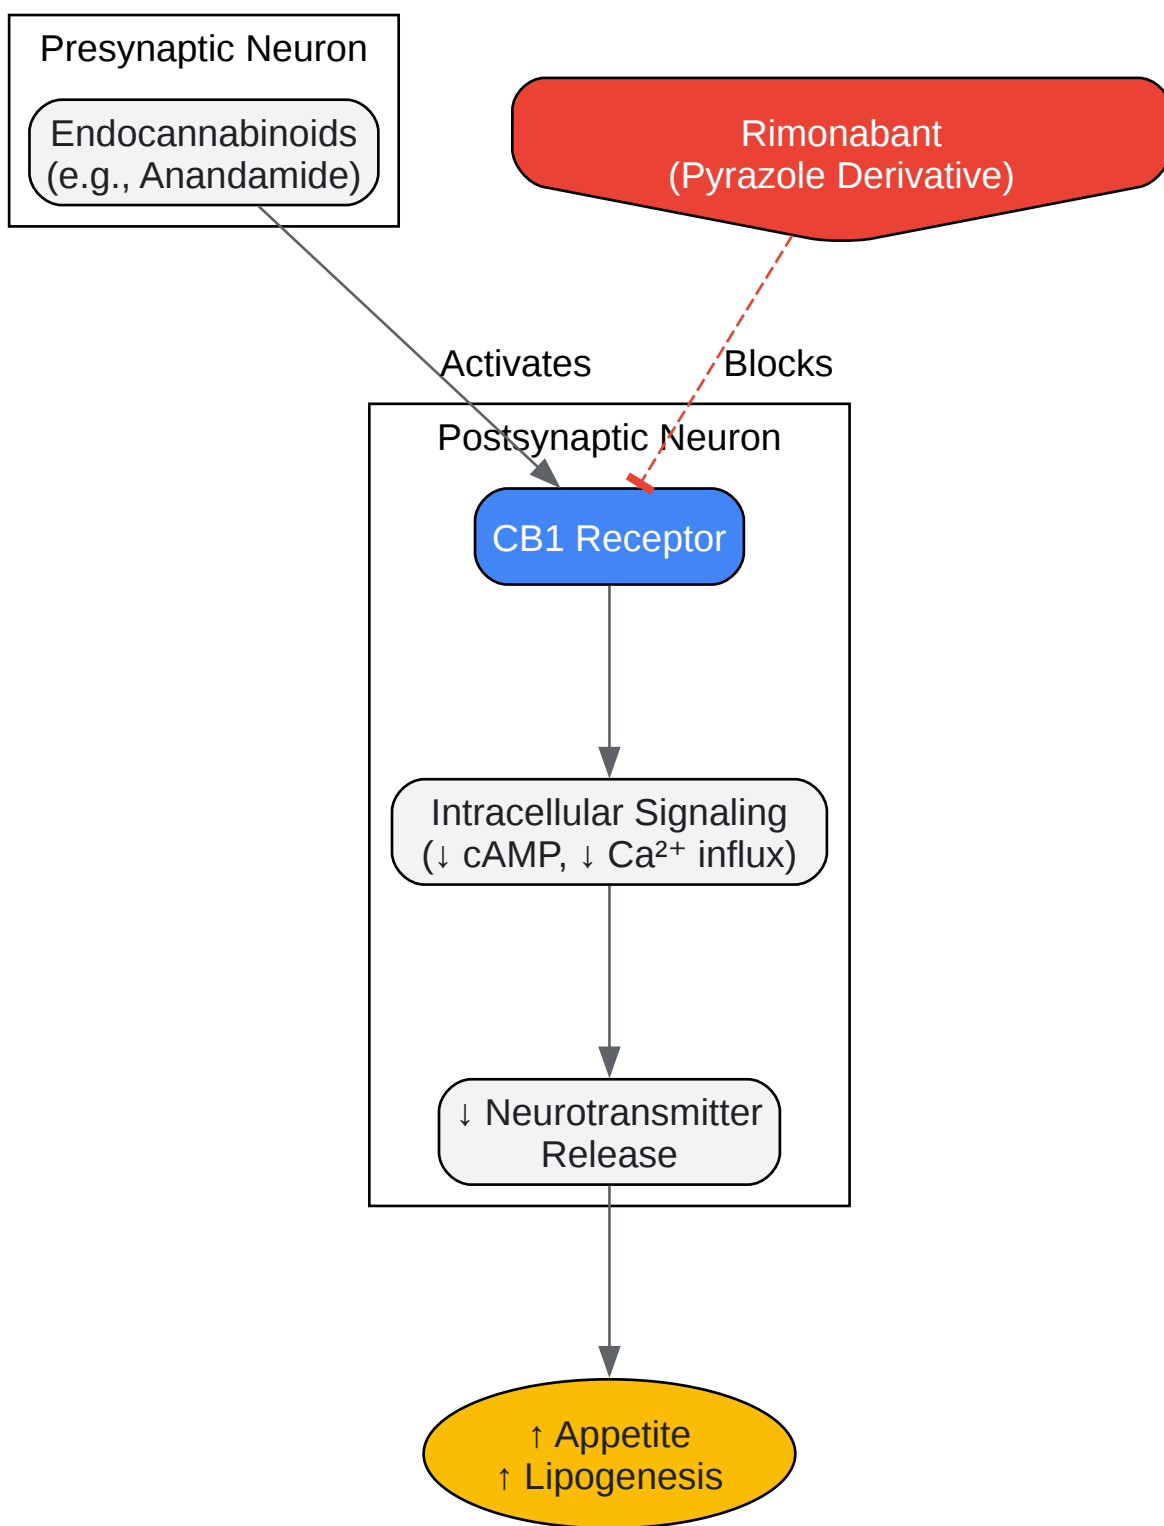 Presynaptic Neuron
Endocannabinoids
(e.g., Anandamide)
Rimonabant
(Pyrazole Derivative)
Activates
Blocks
Postsynaptic Neuron
CB1 Receptor
Intracellular Signaling
(↓ cAMP, ↓ Ca²⁺ influx)
↓ Neurotransmitter
Release
↑ Appetite
↑ Lipogenesis